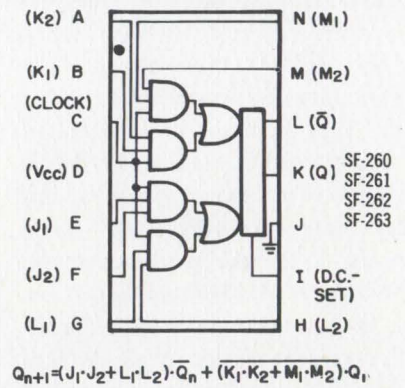 (K2) A N (M1)
(K1) B M (M2)
(CLOCK) C L (Q̅)
(VCC) D K (Q) SF-260
SF-261
SF-262
(J1) E J SF-263
(J2) F I (D.C.-SET)
(L1) G H (L2)
Qn+1=(J1·J2+L1·L2)·Q̅n + (K1·K2+M1·M2)·Q1